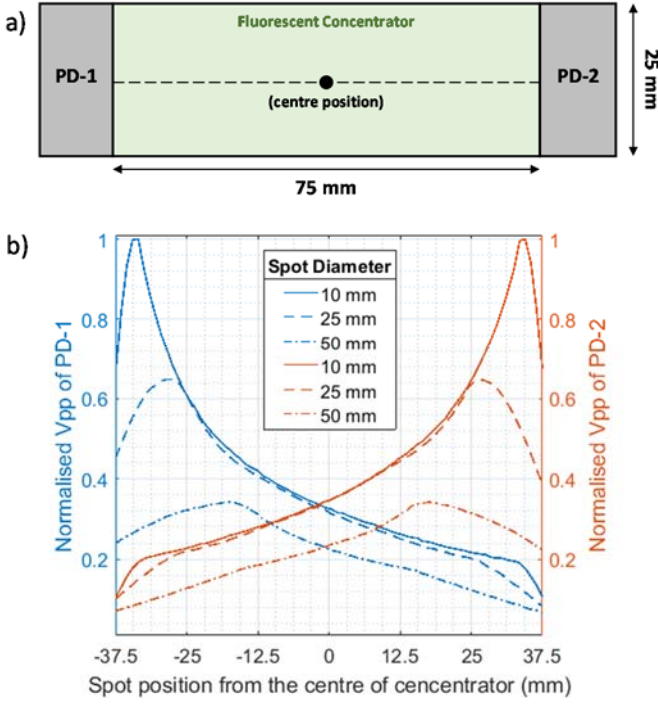 a)
Fluorescent Concentrator
PD-1
PD-2
(centre position)
25 mm
75 mm
b)
Spot Diameter
10 mm
25 mm
50 mm
10 mm
25 mm
50 mm
1
0.8
0.6
0.4
0.2
Normalised Vpp of PD-1
1
0.8
0.6
0.4
0.2
Normalised Vpp of PD-2
-37.5 -25 -12.5 0 12.5 25 37.5
Spot position from the centre of cencentrator (mm)